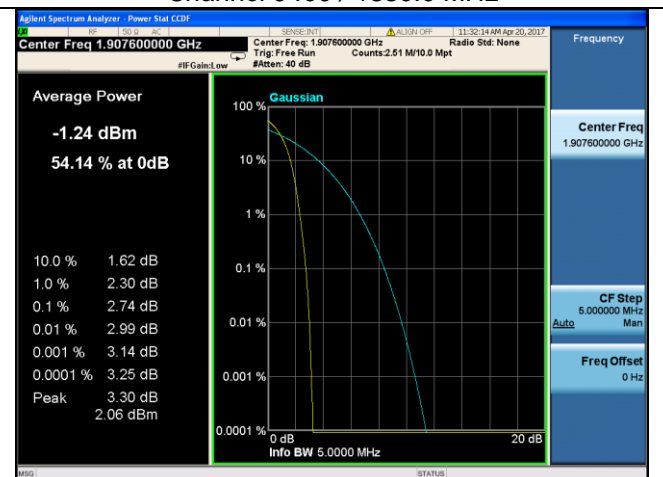 Agilent Spectrum Analyzer - Power Stat CCDF
RF 50 Ω AC SENSE:INT ALIGN OFF 11:32:14 AM Apr 20, 2017
Center Freq 1.907600000 GHz
Center Freq: 1.907600000 GHz Radio Std: None
Trig: Free Run Counts:2.51 M/10.0 Mpt
#IFGain:Low #Atten: 40 dB
Frequency
Average Power
-1.24 dBm
54.14 % at 0dB
10.0 % 1.62 dB
1.0 % 2.30 dB
0.1 % 2.74 dB
0.01 % 2.99 dB
0.001 % 3.14 dB
0.0001 % 3.25 dB
Peak 3.30 dB
2.06 dBm
Gaussian
100 %
10 %
1 %
0.1 %
0.01 %
0.001 %
0.0001 %
0 dB 20 dB
Info BW 5.0000 MHz
Center Freq
1.907600000 GHz
CF Step
5.000000 MHz
Auto Man
Freq Offset
0 Hz
MSG STATUS